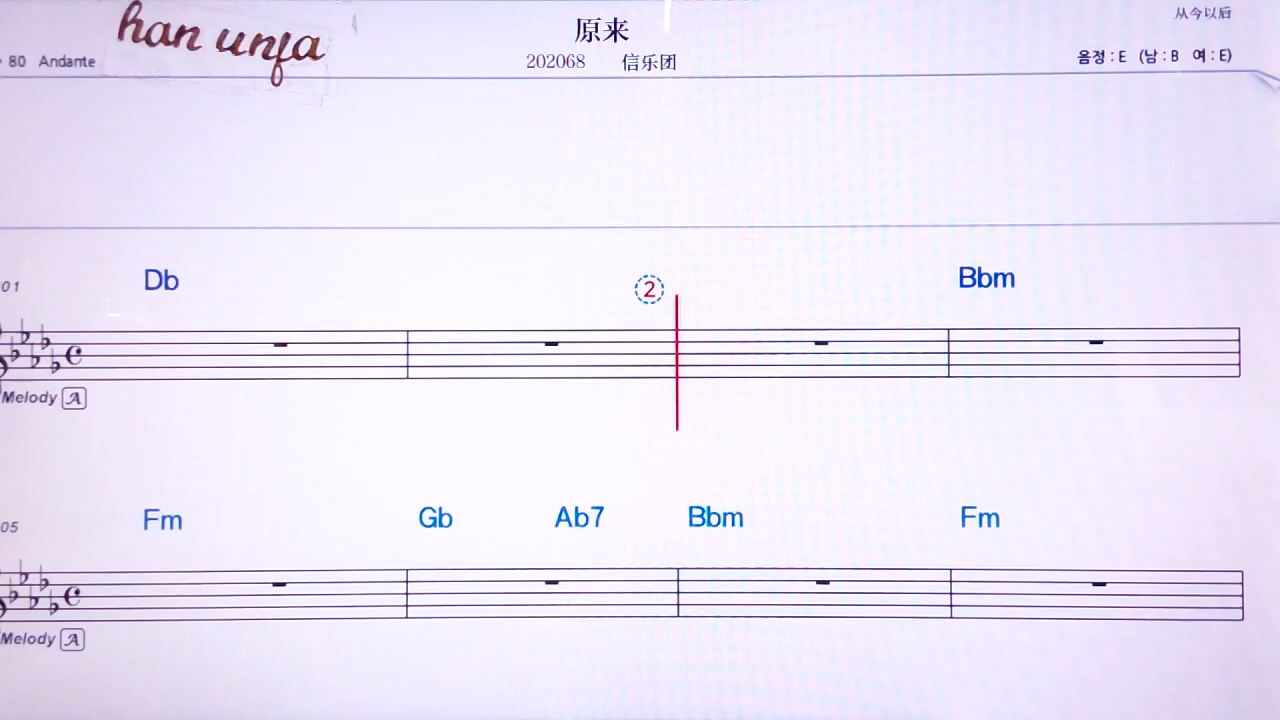 han unfa
原来
从今以后
80 Andante
202068 信乐团
음정 : E (남 : B 여 : E)
01
Db
2
Bbm
Melody A
05
Fm
Gb
Ab7
Bbm
Fm
Melody A